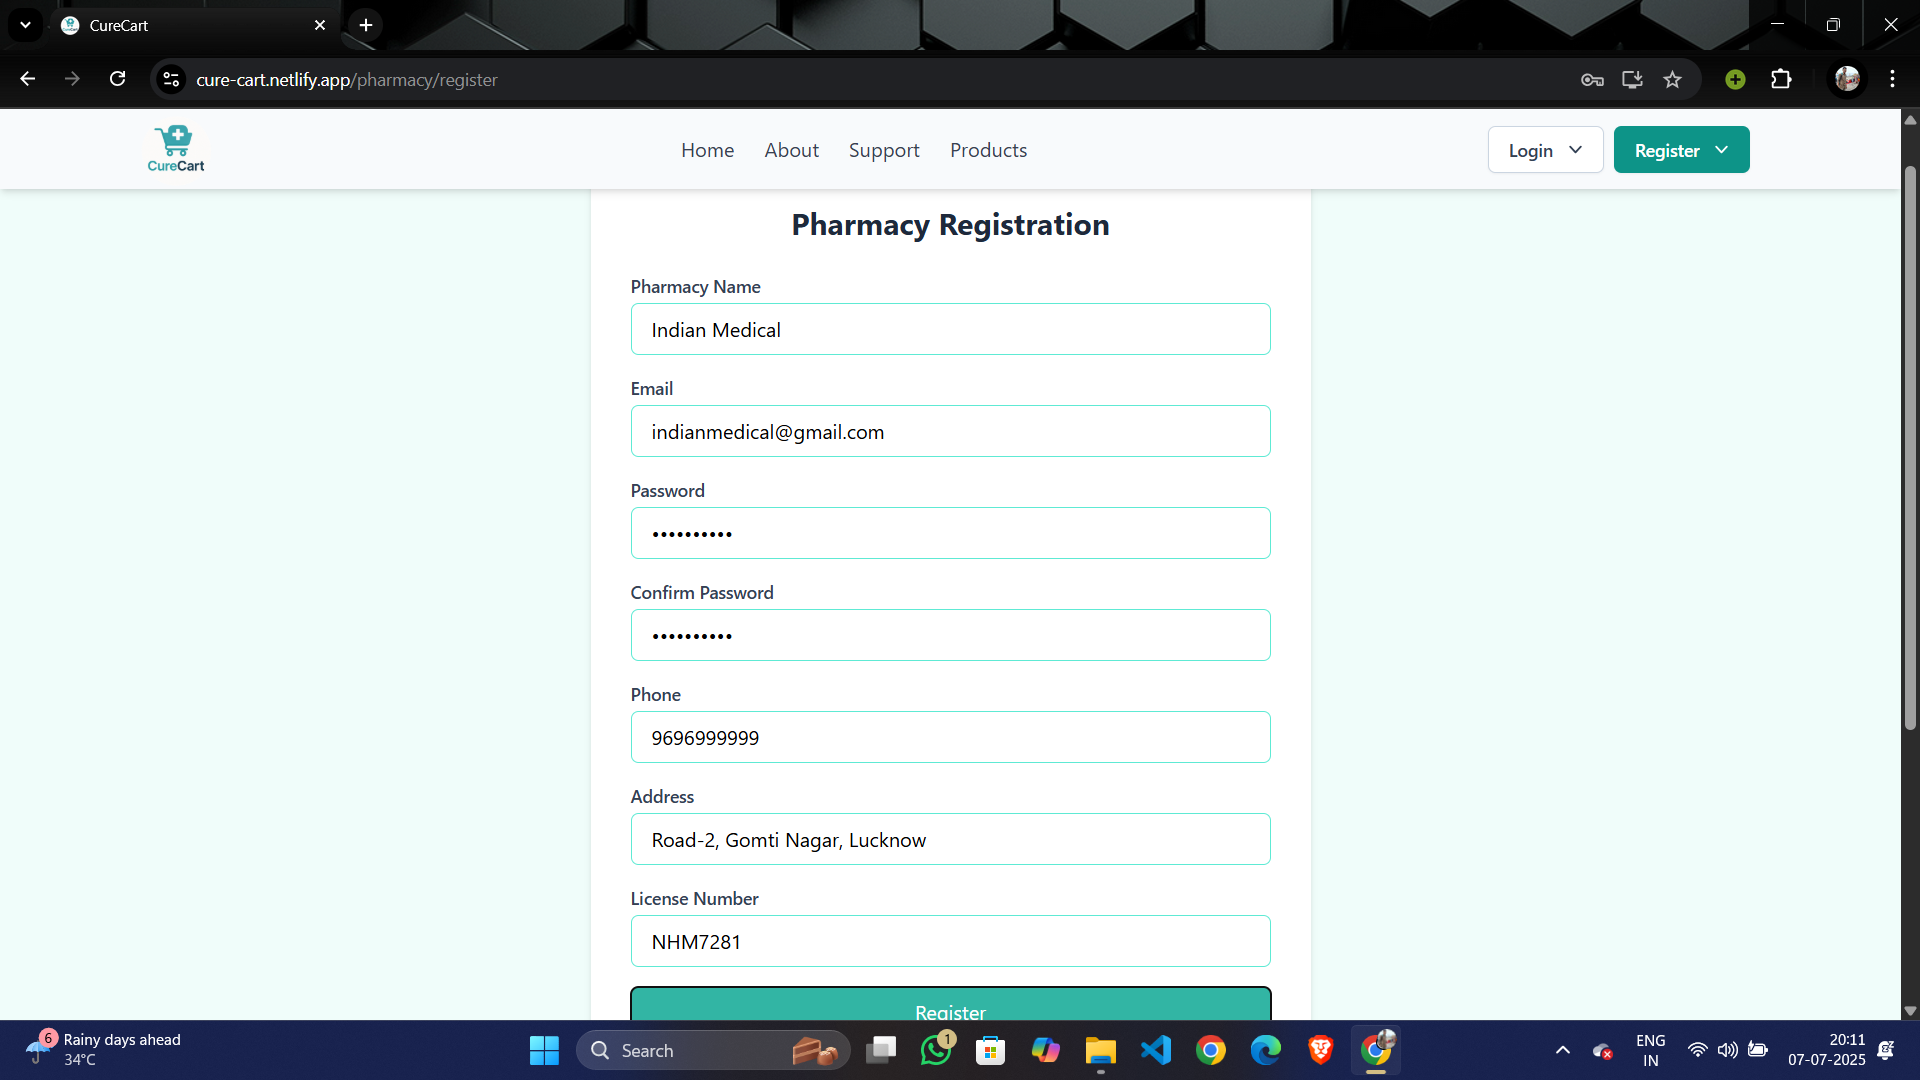 CureCart
cure-cart.netlify.app/pharmacy/register
CureCart
Home About Support Products
Login Register
Pharmacy Registration
Pharmacy Name
Indian Medical
Email
indianmedical@gmail.com
Password
••••••••••
Confirm Password
••••••••••
Phone
9696999999
Address
Road-2, Gomti Nagar, Lucknow
License Number
NHM7281
Register
6
Rainy days ahead
34°C
Search
1
ENG
IN
20:11
07-07-2025